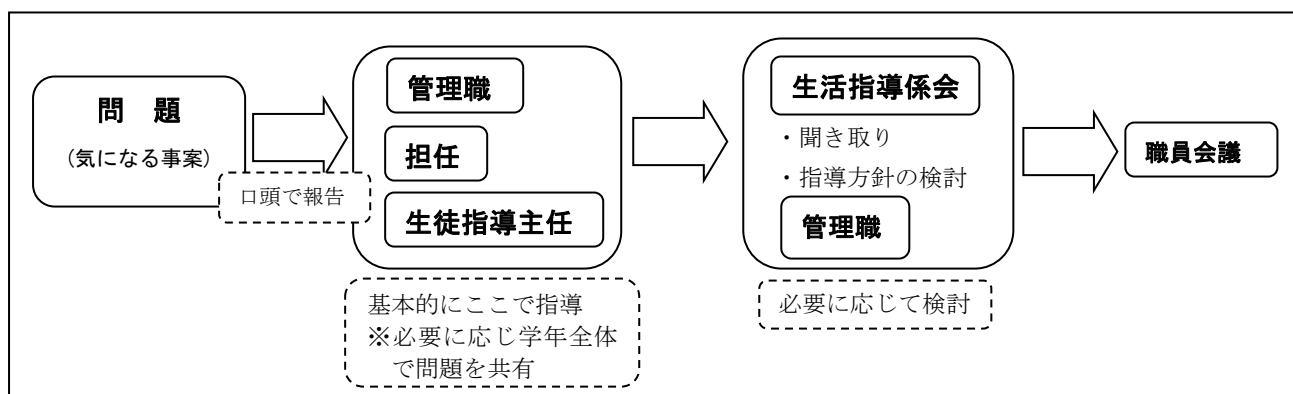 問　題
(気になる事案)
口頭で報告
管理職
担任
生徒指導主任
基本的にここで指導
※必要に応じ学年全体
で問題を共有
生活指導係会
・聞き取り
・指導方針の検討
管理職
必要に応じて検討
職員会議